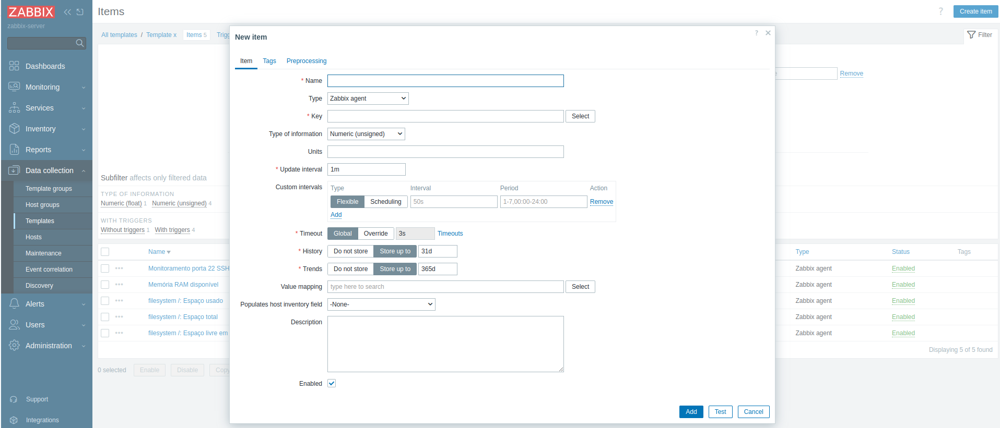 ZABBIX
zabbix-server
Dashboards
Monitoring
Services
Inventory
Reports
Data collection
Template groups
Host groups
Templates
Hosts
Maintenance
Event correlation
Discovery
Alerts
Users
Administration
Support
Integrations
Items
? Create item
All templates / Template x Items 5 Trigg
Filter
Remove
Subfilter affects only filtered data
TYPE OF INFORMATION
Numeric (float) 1 Numeric (unsigned) 4
WITH TRIGGERS
Without triggers 1 With triggers 4
Name
Monitoramento porta 22 SSH
Memória RAM disponível
filesystem /: Espaço usado
filesystem /: Espaço total
filesystem /: Espaço livre em
0 selected Enable Disable Copy
New item
?
Item Tags Preprocessing
* Name
Type Zabbix agent
* Key Select
Type of information Numeric (unsigned)
Units
* Update interval 1m
Custom intervals Type Interval Period Action
Flexible Scheduling 50s 1-7,00:00-24:00 Remove
Add
* Timeout Global Override 3s Timeouts
* History Do not store Store up to 31d
* Trends Do not store Store up to 365d
Value mapping type here to search Select
Populates host inventory field -None-
Description
Enabled
Add Test Cancel
Type Status Tags
Zabbix agent Enabled
Zabbix agent Enabled
Zabbix agent Enabled
Zabbix agent Enabled
Zabbix agent Enabled
Displaying 5 of 5 found